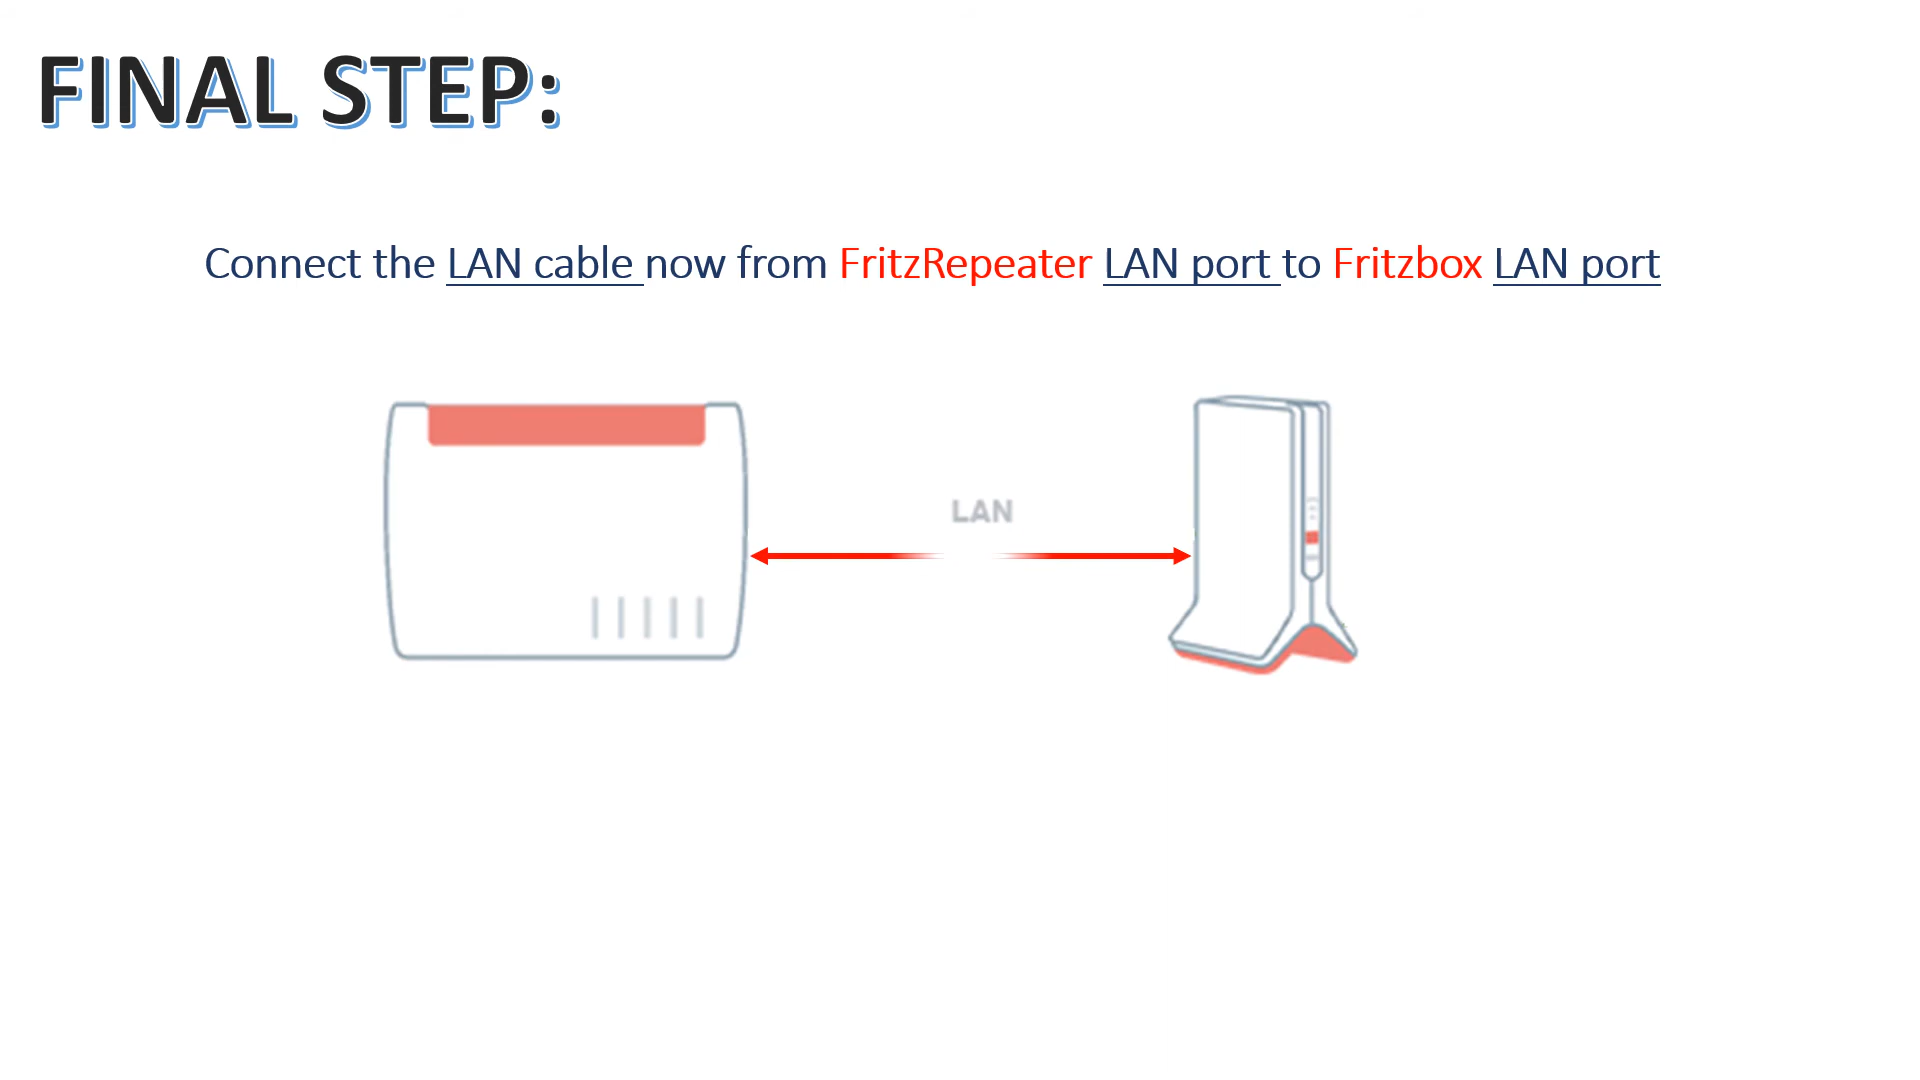 FINAL STEP:
Connect the LAN cable now from FritzRepeater LAN port to Fritzbox LAN port
LAN